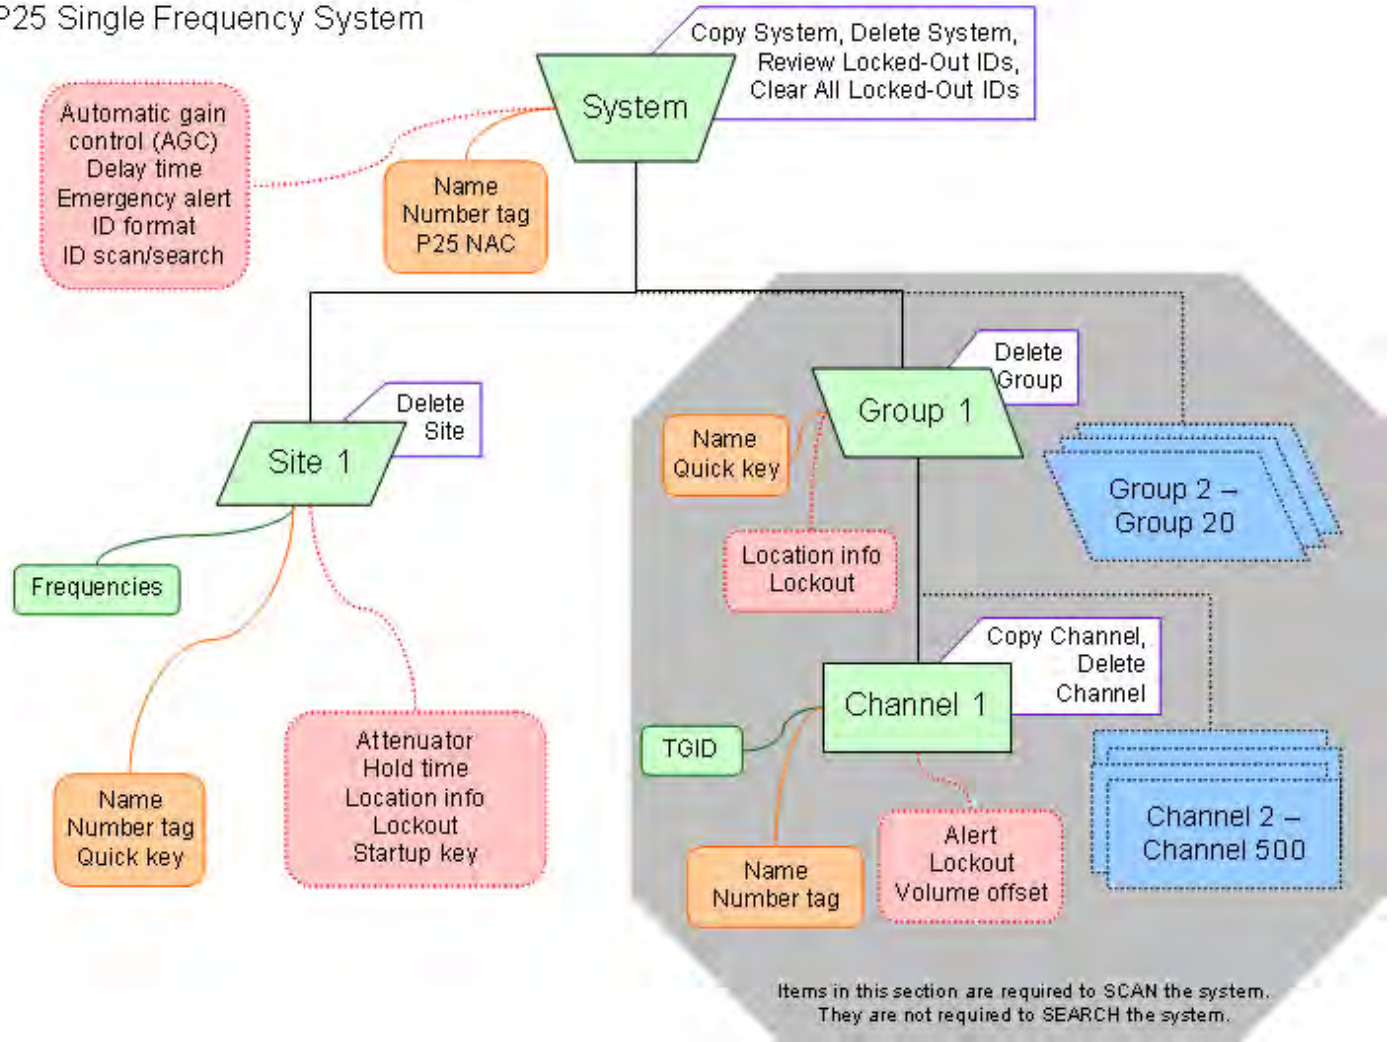 P25 Single Frequency System
Copy System, Delete System,
Review Locked-Out IDs,
Clear All Locked-Out IDs
System
Automatic gain
control (AGC)
Delay time
Emergency alert
ID format
ID scan/search
Name
Number tag
P25 NAC
Delete
Group
Group 1
Name
Quick key
Location info
Lockout
Group 2 –
Group 20
Delete
Site
Site 1
Frequencies
Name
Number tag
Quick key
Attenuator
Hold time
Location info
Lockout
Startup key
Copy Channel,
Delete
Channel
Channel 1
TGID
Name
Number tag
Alert
Lockout
Volume offset
Channel 2 –
Channel 500
Items in this section are required to SCAN the system.
They are not required to SEARCH the system.